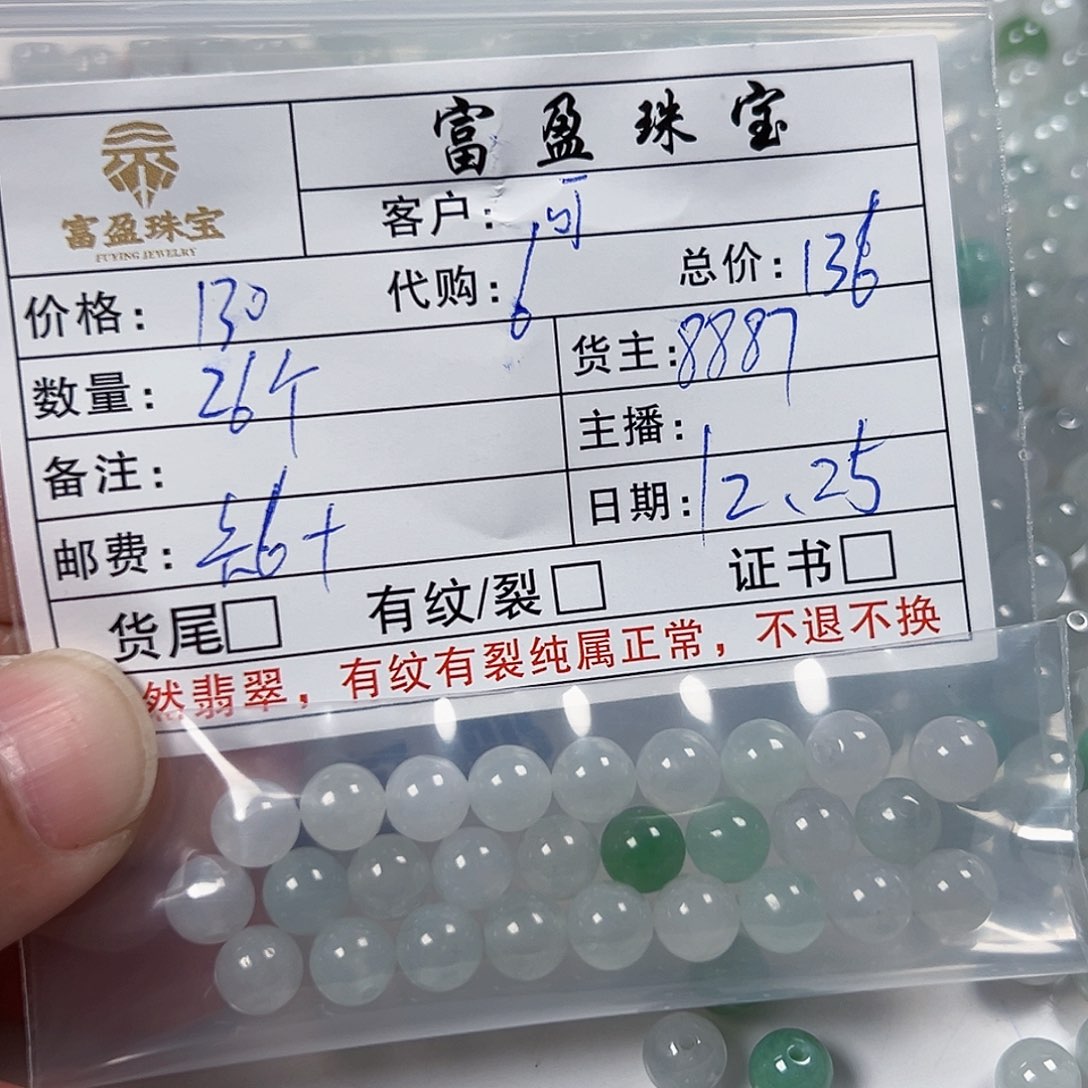 富盈珠宝
富盈珠宝
FUYING JEWELRY
客户：
价格：130 代购：6 总价：136
数量：26个 货主：8887
备注： 主播：
邮费：6+ 日期：12、25
货尾□ 有纹/裂□ 证书□
然翡翠，有纹有裂纯属正常，不退不换